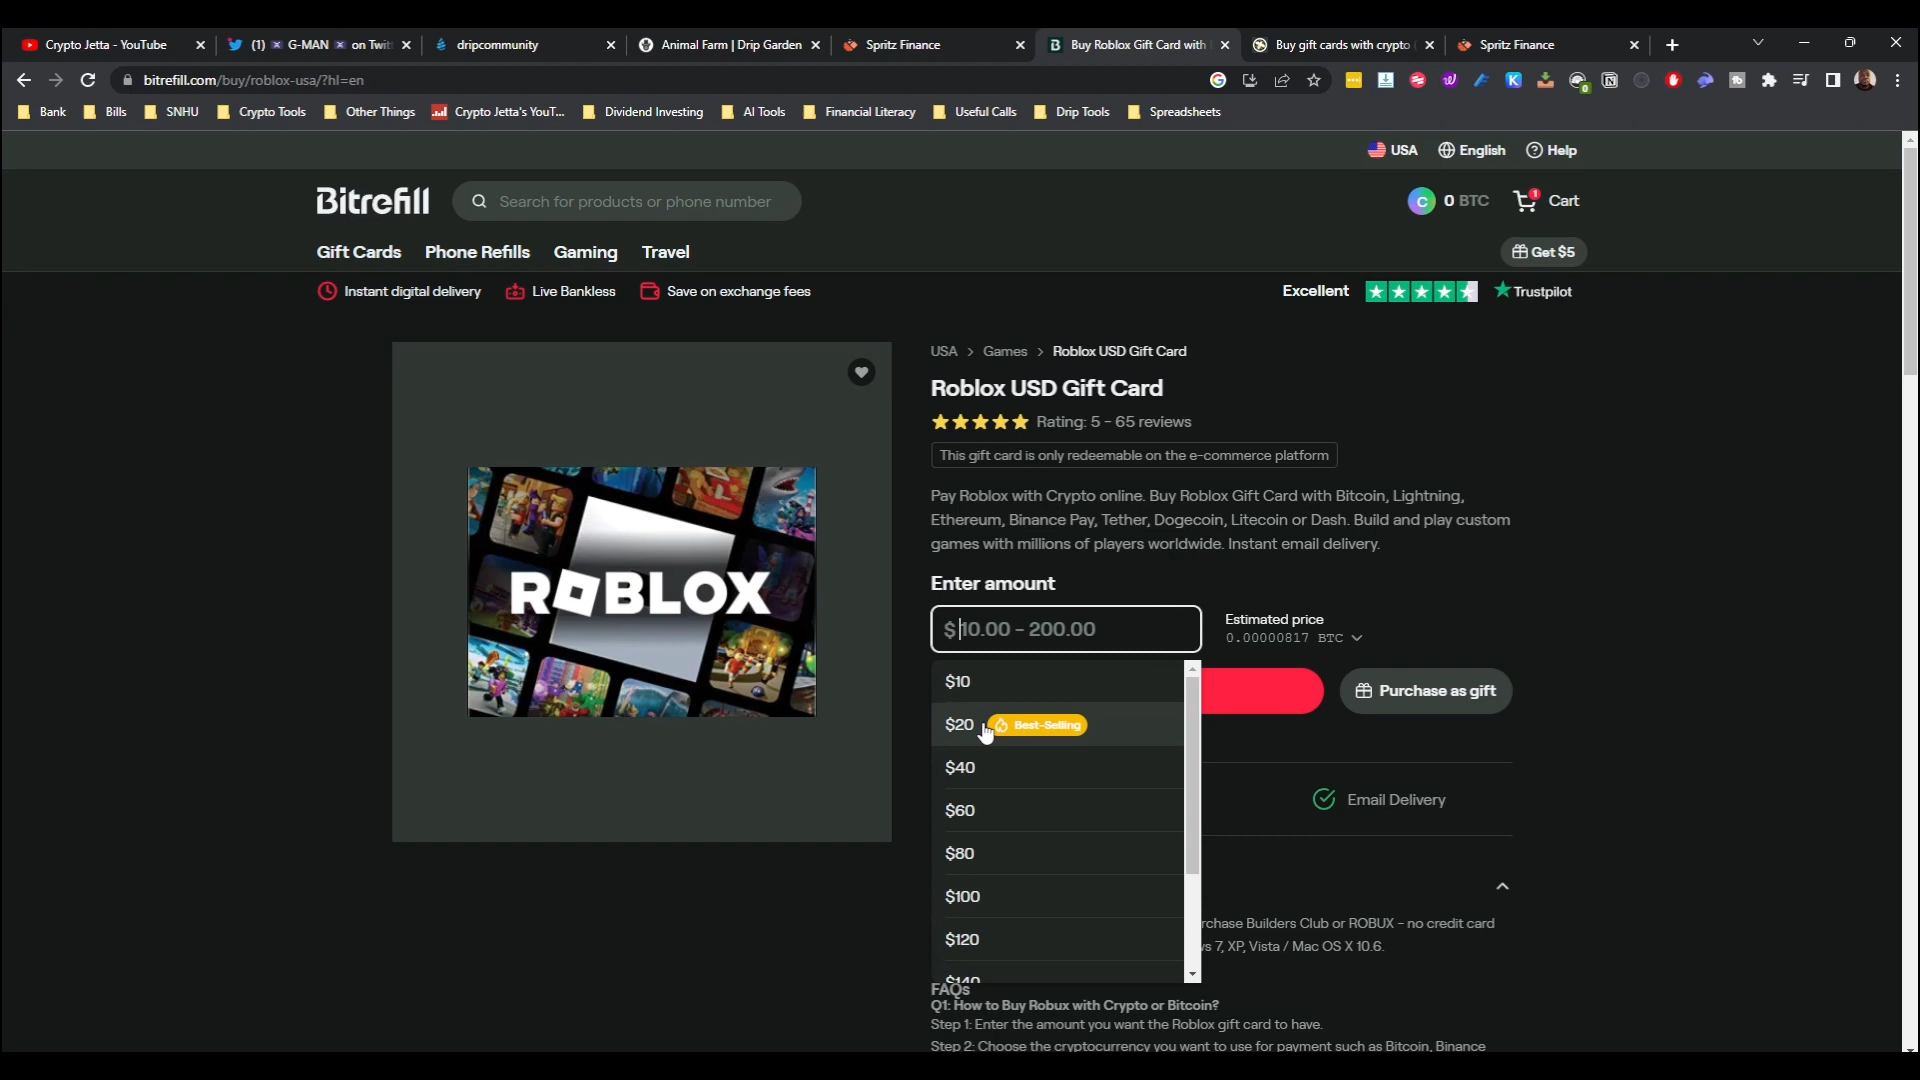 Crypto Jetta - YouTube
(1) G-MAN on Twit
dripcommunity
Animal Farm | Drip Garden
Spritz Finance
Buy Roblox Gift Card with
Buy gift cards with crypto
Spritz Finance
bitrefill.com/buy/roblox-usa/?hl=en
Bank
Bills
SNHU
Crypto Tools
Other Things
Crypto Jetta's YouT...
Dividend Investing
AI Tools
Financial Literacy
Useful Calls
Drip Tools
Spreadsheets
USA
English
Help
Bitrefill
Search for products or phone number
C 0 BTC
1 Cart
Gift Cards
Phone Refills
Gaming
Travel
Get $5
Instant digital delivery
Live Bankless
Save on exchange fees
Excellent
Trustpilot
USA > Games > Roblox USD Gift Card
Roblox USD Gift Card
Rating: 5 - 65 reviews
This gift card is only redeemable on the e-commerce platform
Pay Roblox with Crypto online. Buy Roblox Gift Card with Bitcoin, Lightning,
Ethereum, Binance Pay, Tether, Dogecoin, Litecoin or Dash. Build and play custom
games with millions of players worldwide. Instant email delivery.
ROBLOX
Enter amount
$ 10.00 - 200.00
Estimated price
0.00000817 BTC
Purchase as gift
$10
$20 Best-Selling
$40
$60
$80
$100
$120
$140
Email Delivery
rchase Builders Club or ROBUX - no credit card
vs 7, XP, Vista / Mac OS X 10.6.
FAQs
Q1: How to Buy Robux with Crypto or Bitcoin?
Step 1: Enter the amount you want the Roblox gift card to have.
Step 2: Choose the cryptocurrency you want to use for payment such as Bitcoin, Binance